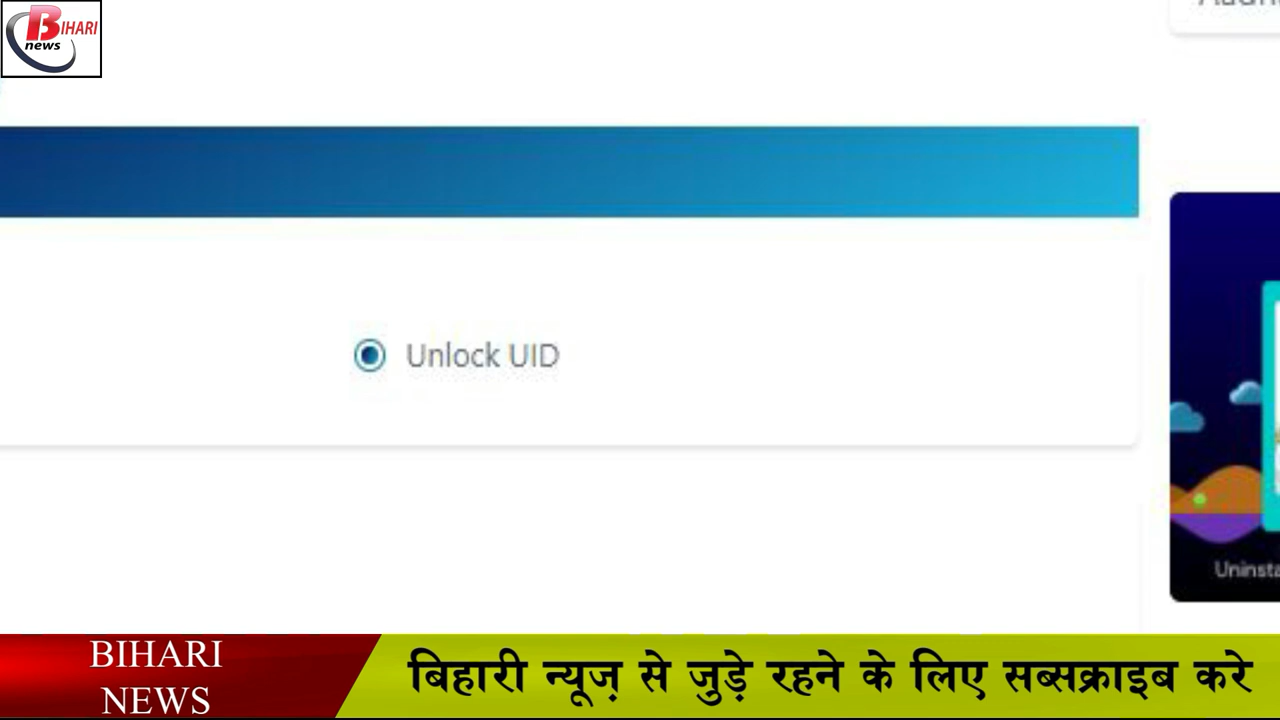 BIHARI
news
Unlock UID
BIHARI
NEWS
बिहारी न्यूज़ से जुड़े रहने के लिए सब्सक्राइब करे